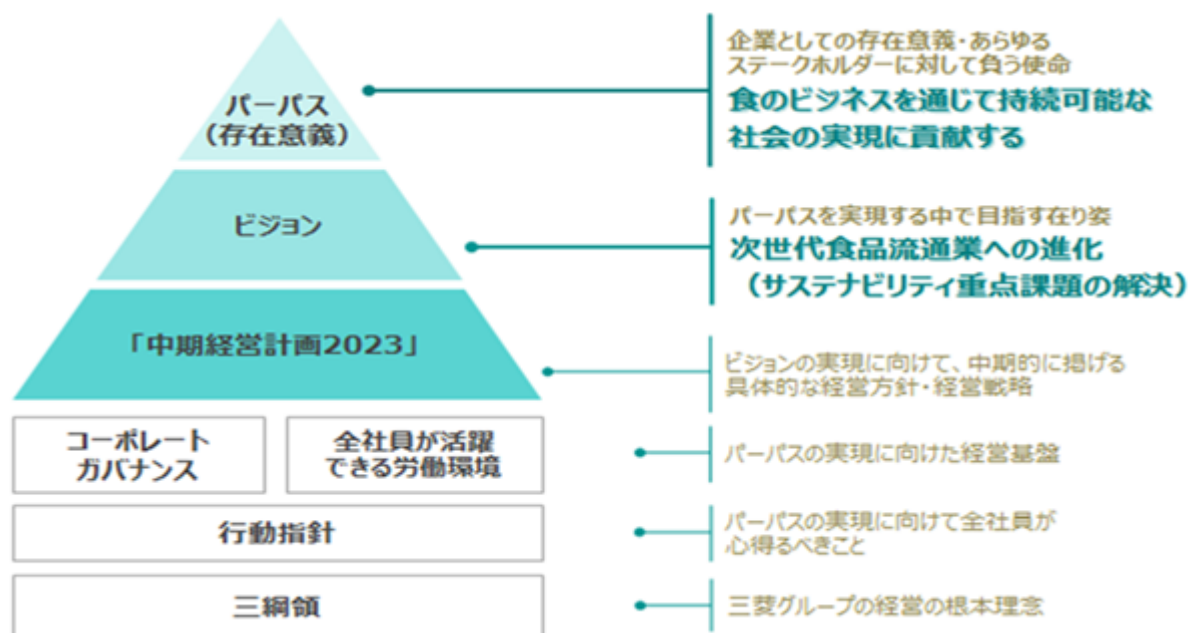 パーパス
（存在意義）
企業としての存在意義・あらゆる
ステークホルダーに対して負う使命
食のビジネスを通じて持続可能な
社会の実現に貢献する
ビジョン
パーパスを実現する中で目指す在り姿
次世代食品流通業への進化
（サステナビリティ重点課題の解決）
「中期経営計画2023」
ビジョンの実現に向けて、中期的に掲げる
具体的な経営方針・経営戦略
コーポレート
ガバナンス
全社員が活躍
できる労働環境
パーパスの実現に向けた経営基盤
行動指針
パーパスの実現に向けて全社員が
心得るべきこと
三綱領
三菱グループの経営の根本理念